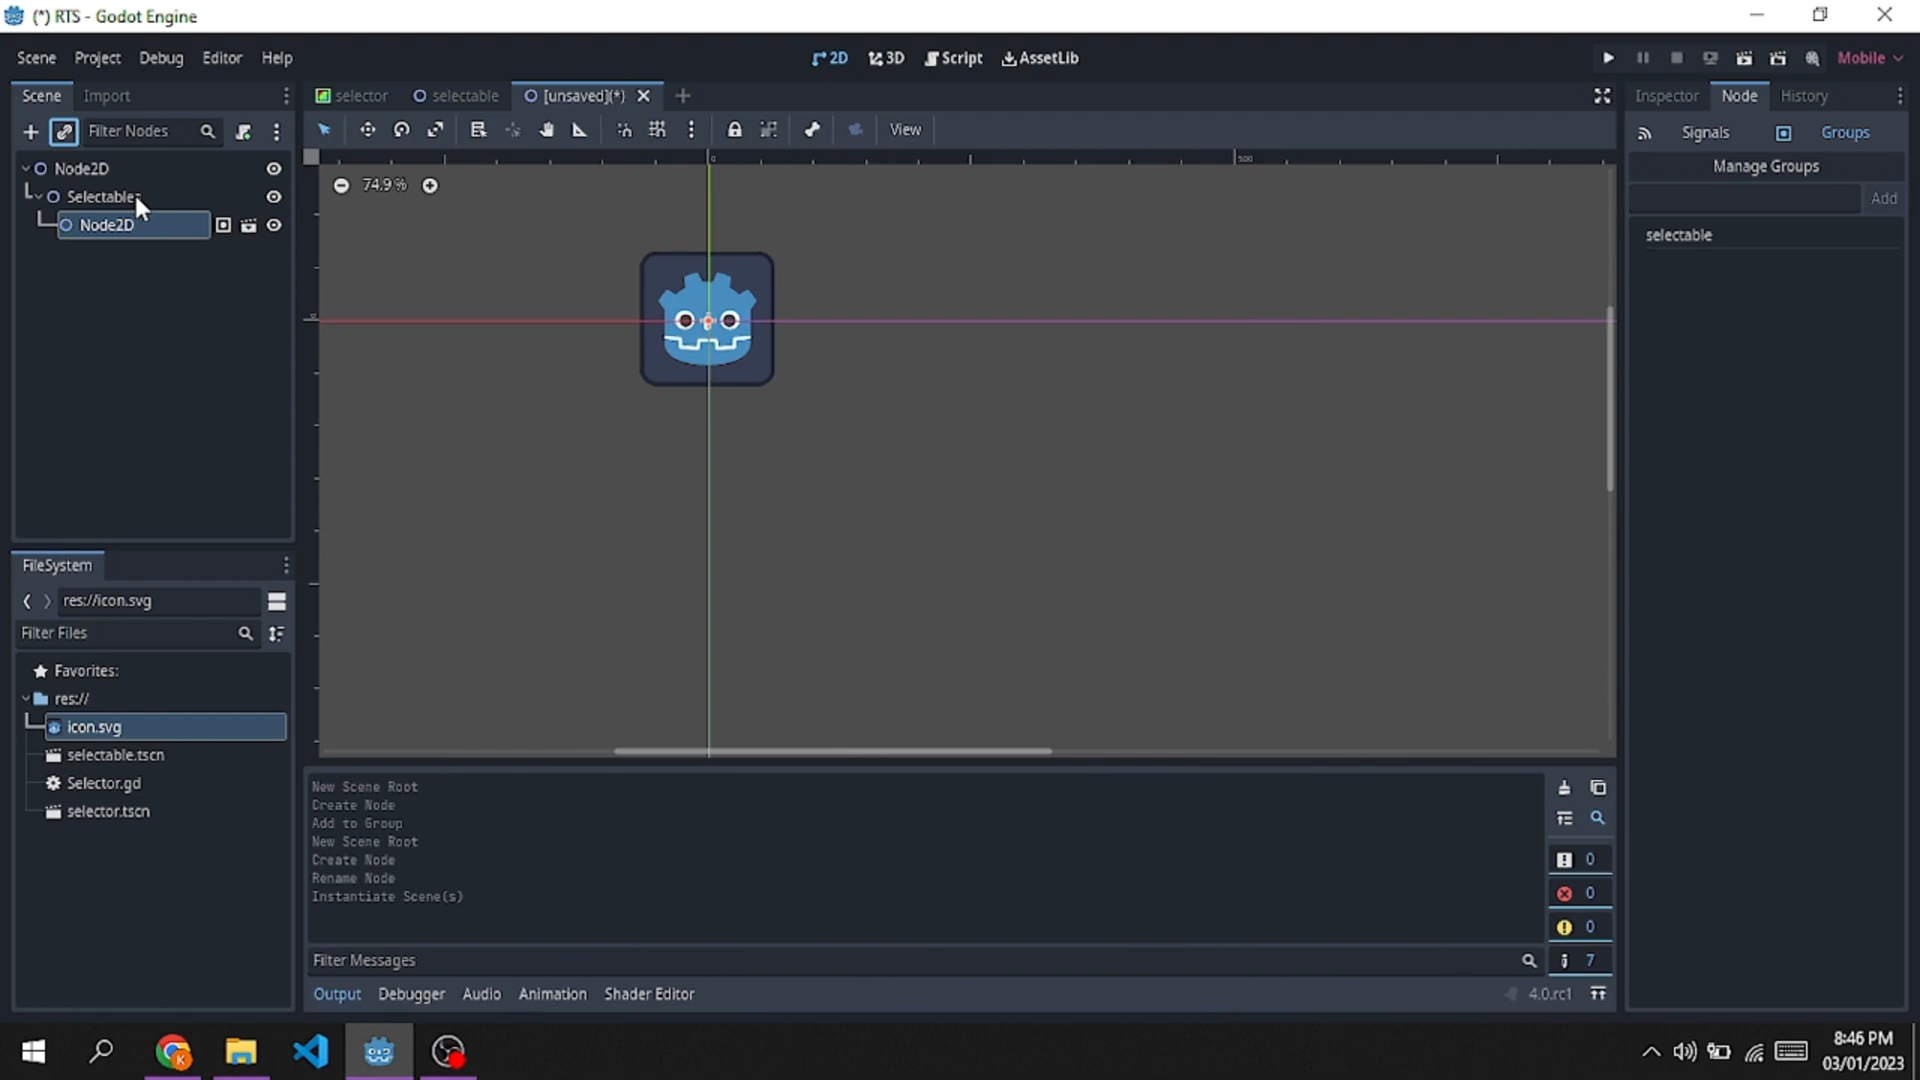 (*) RTS - Godot Engine
Scene Project Debug Editor Help
2D 3D Script AssetLib
Mobile
Scene Import
selector selectable [unsaved](*)
Inspector Node History
Filter Nodes
View
Signals Groups
Node2D
Manage Groups
74.9 %
Selectables
Add
Node2D
selectable
0
500
0
FileSystem
res://icon.svg
Filter Files
Favorites:
res://
icon.svg
selectable.tscn
Selector.gd
selector.tscn
New Scene Root
Create Node
Add to Group
New Scene Root
Create Node
Rename Node
Instantiate Scene(s)
0
0
0
7
Filter Messages
Output Debugger Audio Animation Shader Editor
4.0.rc1
8:46 PM
03/01/2023